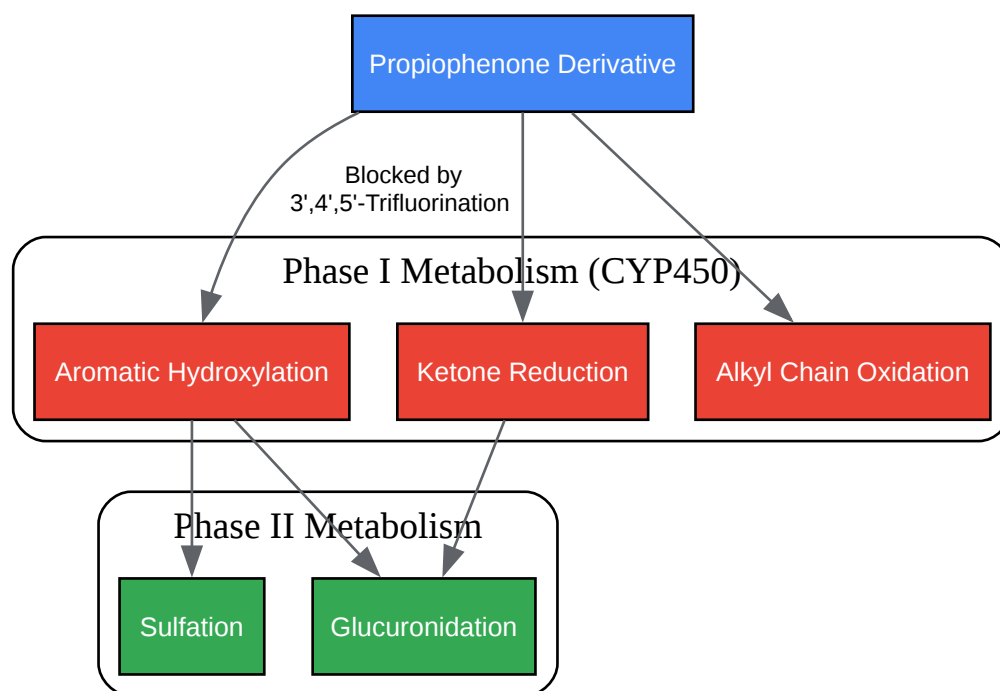 Propiophenone Derivative
Blocked by
3',4',5'-Trifluorination
Phase I Metabolism (CYP450)
Aromatic Hydroxylation
Ketone Reduction
Alkyl Chain Oxidation
Phase II Metabolism
Sulfation
Glucuronidation